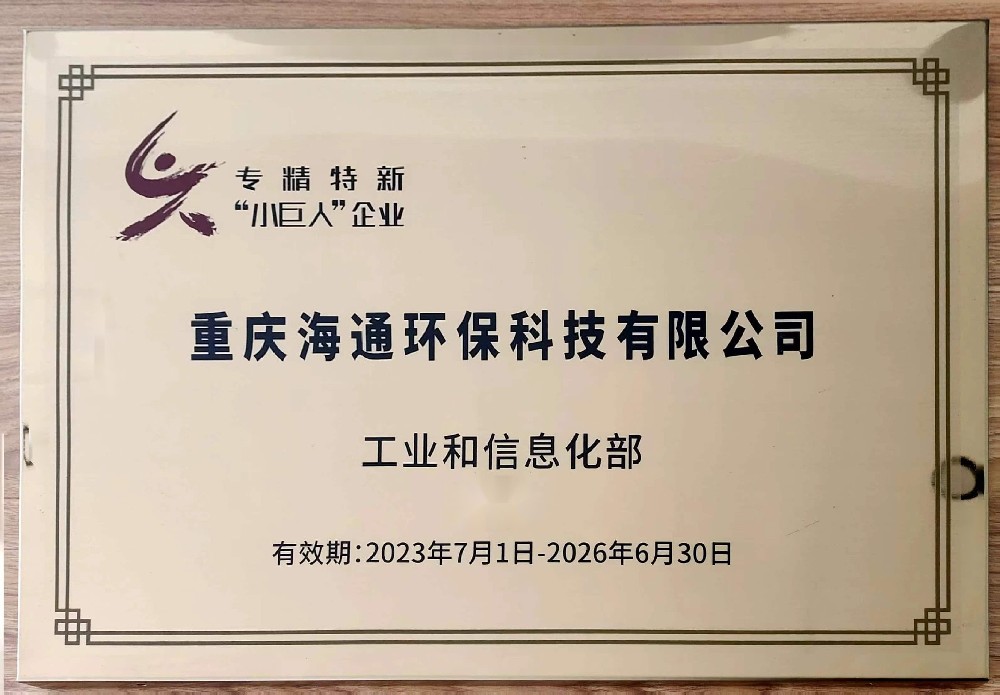 专精特新
“小巨人”企业
重庆海通环保科技有限公司
工业和信息化部
有效期:2023年7月1日-2026年6月30日